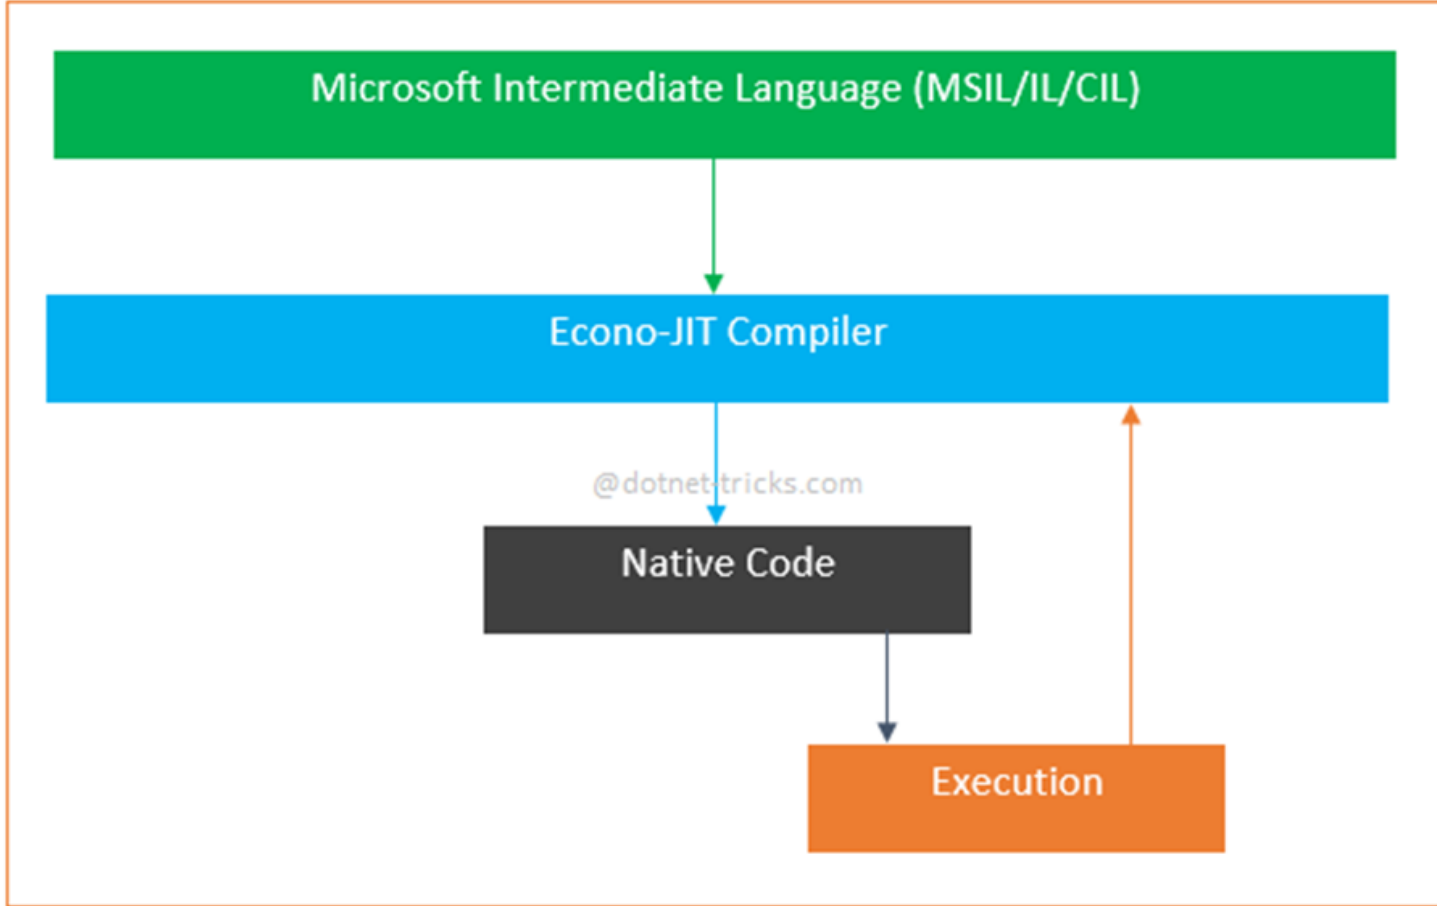 Microsoft Intermediate Language (MSIL/IL/CIL)
Econo-JIT Compiler
@dotnet-tricks.com
Native Code
Execution